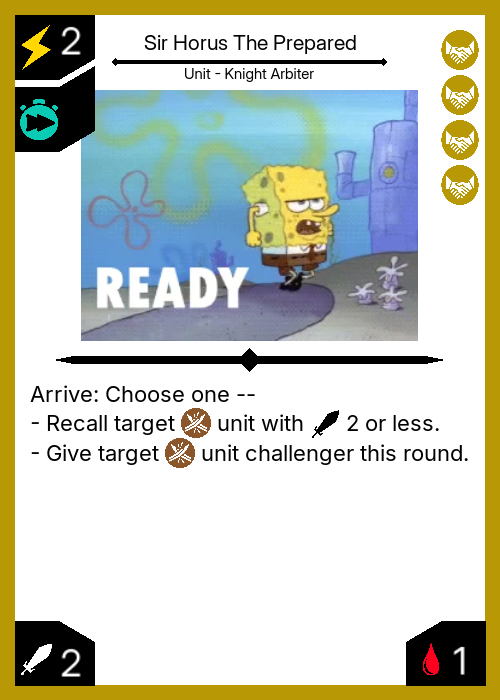 2
Sir Horus The Prepared
Unit - Knight Arbiter
READY
Arrive: Choose one --
- Recall target unit with 2 or less.
- Give target unit challenger this round.
2
1